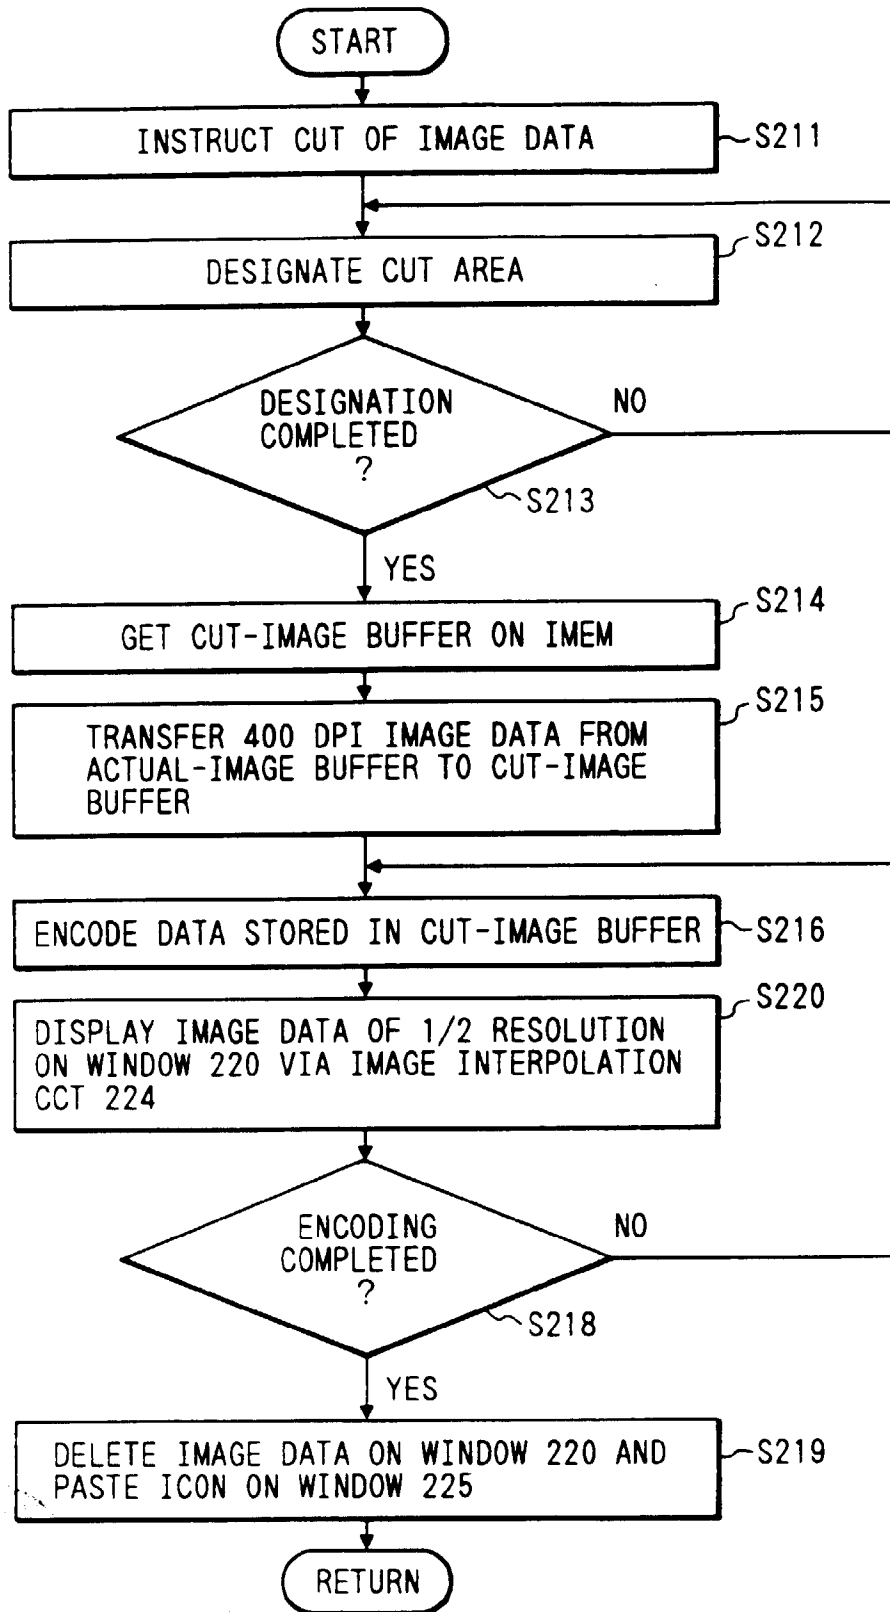 START
INSTRUCT CUT OF IMAGE DATA
S211
S212
DESIGNATE CUT AREA
DESIGNATION
COMPLETED
?
NO
S213
YES
S214
GET CUT-IMAGE BUFFER ON IMEM
S215
TRANSFER 400 DPI IMAGE DATA FROM
ACTUAL-IMAGE BUFFER TO CUT-IMAGE
BUFFER
ENCODE DATA STORED IN CUT-IMAGE BUFFER
S216
S220
DISPLAY IMAGE DATA OF 1/2 RESOLUTION
ON WINDOW 220 VIA IMAGE INTERPOLATION
CCT 224
ENCODING
COMPLETED
?
NO
S218
YES
DELETE IMAGE DATA ON WINDOW 220 AND
PASTE ICON ON WINDOW 225
S219
RETURN